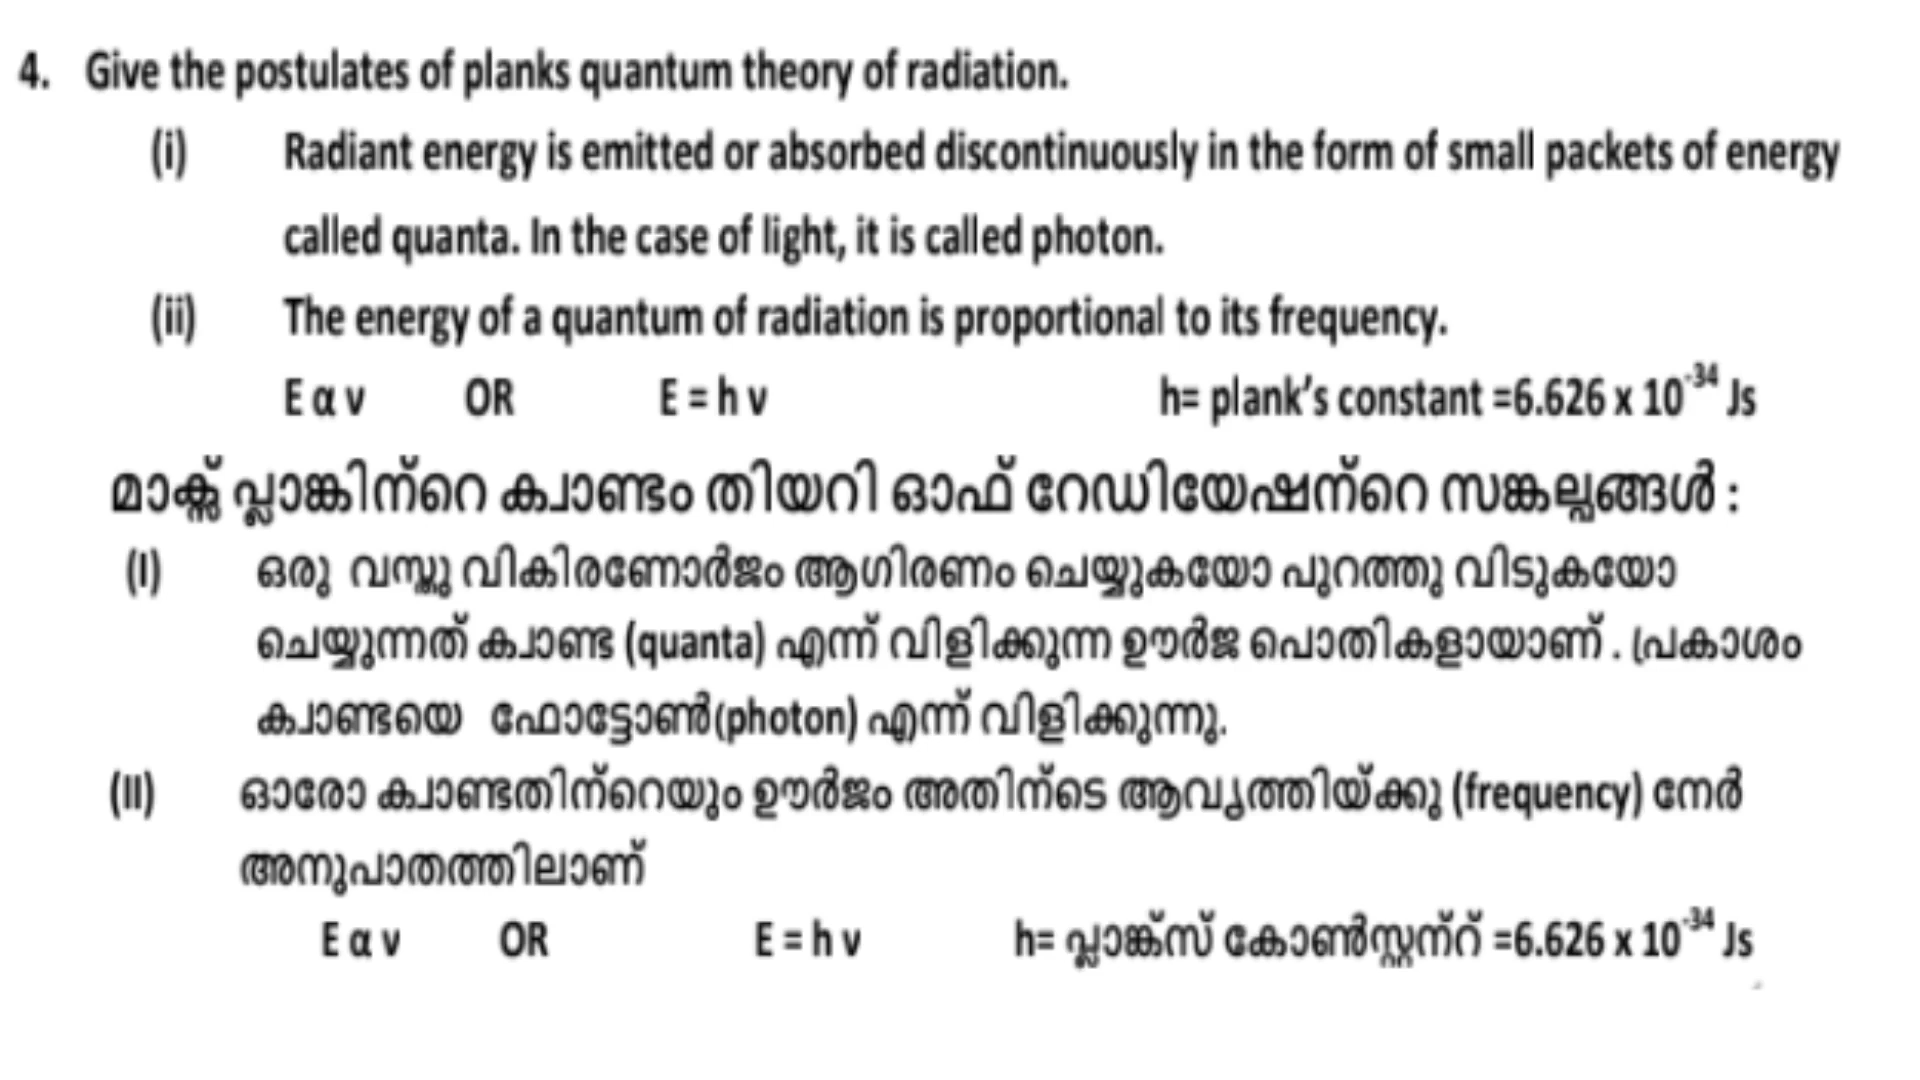 4. Give the postulates of planks quantum theory of radiation.
(i) Radiant energy is emitted or absorbed discontinuously in the form of small packets of energy
called quanta. In the case of light, it is called photon.
(ii) The energy of a quantum of radiation is proportional to its frequency.
E α ν OR E = h ν h= plank’s constant =6.626 x 10⁻³⁴ Js
മാക്സ് പ്ലാങ്കിന്റെ ക്വാണ്ടം തിയറി ഓഫ് റേഡിയേഷന്റെ സങ്കല്പങ്ങൾ :
(I) ഒരു വസ്തു വികിരണോർജം ആഗിരണം ചെയ്യുകയോ പുറത്തു വിടുകയോ
ചെയ്യുന്നത് ക്വാണ്ട (quanta) എന്ന് വിളിക്കുന്ന ഊർജ പൊതികളായാണ് . പ്രകാശം
ക്വാണ്ടയെ ഫോട്ടോൺ(photon) എന്ന് വിളിക്കുന്നു.
(II) ഓരോ ക്വാണ്ടതിന്റെയും ഊർജം അതിന്ടെ ആവൃത്തിയ്ക്കു (frequency) നേർ
അനുപാതത്തിലാണ്
E α ν OR E = h ν h= പ്ലാങ്ക്സ് കോൺസ്റ്റന്റ് =6.626 x 10⁻³⁴ Js